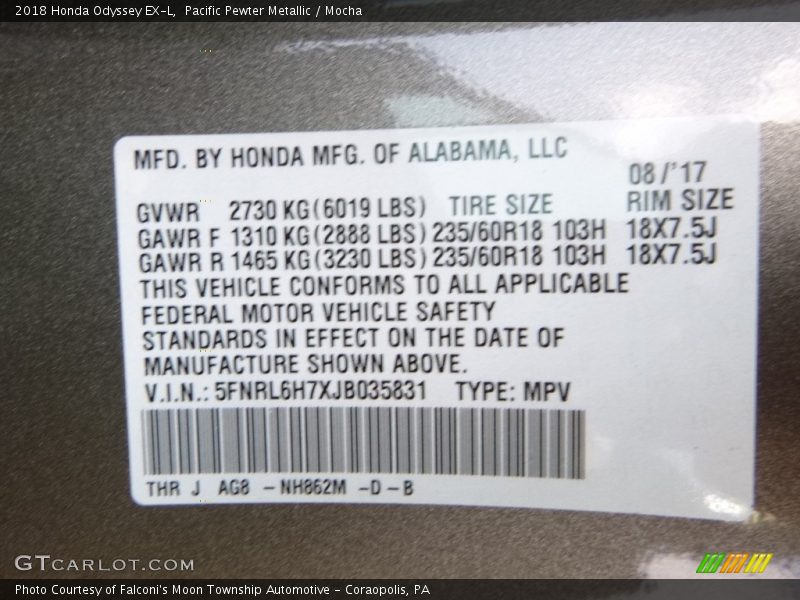 2018 Honda Odyssey EX-L, Pacific Pewter Metallic / Mocha
MFD. BY HONDA MFG. OF ALABAMA, LLC
08/'17
GVWR 2730 KG(6019 LBS) TIRE SIZE RIM SIZE
GAWR F 1310 KG(2888 LBS) 235/60R18 103H 18X7.5J
GAWR R 1465 KG(3230 LBS) 235/60R18 103H 18X7.5J
THIS VEHICLE CONFORMS TO ALL APPLICABLE
FEDERAL MOTOR VEHICLE SAFETY
STANDARDS IN EFFECT ON THE DATE OF
MANUFACTURE SHOWN ABOVE.
V.I.N.: 5FNRL6H7XJB035831 TYPE: MPV
THR J AG8 -NH862M -D-B
GTCARLOT.COM
Photo Courtesy of Falconi's Moon Township Automotive - Coraopolis, PA